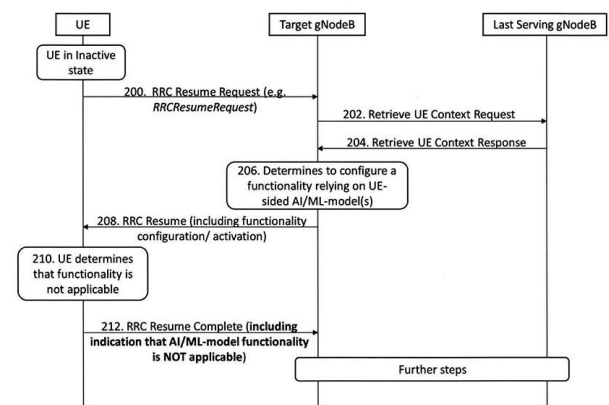 UE
Target gNodeB
Last Serving gNodeB
UE in Inactive
state
200. RRC Resume Request (e.g.
RRCResumeRequest)
202. Retrieve UE Context Request
204. Retrieve UE Context Response
206. Determines to configure a
functionality relying on UE-
sided AI/ML-model(s)
208. RRC Resume (including functionality
configuration/ activation)
210. UE determines
that functionality is
not applicable
212. RRC Resume Complete (including
indication that AI/ML-model functionality
is NOT applicable)
Further steps